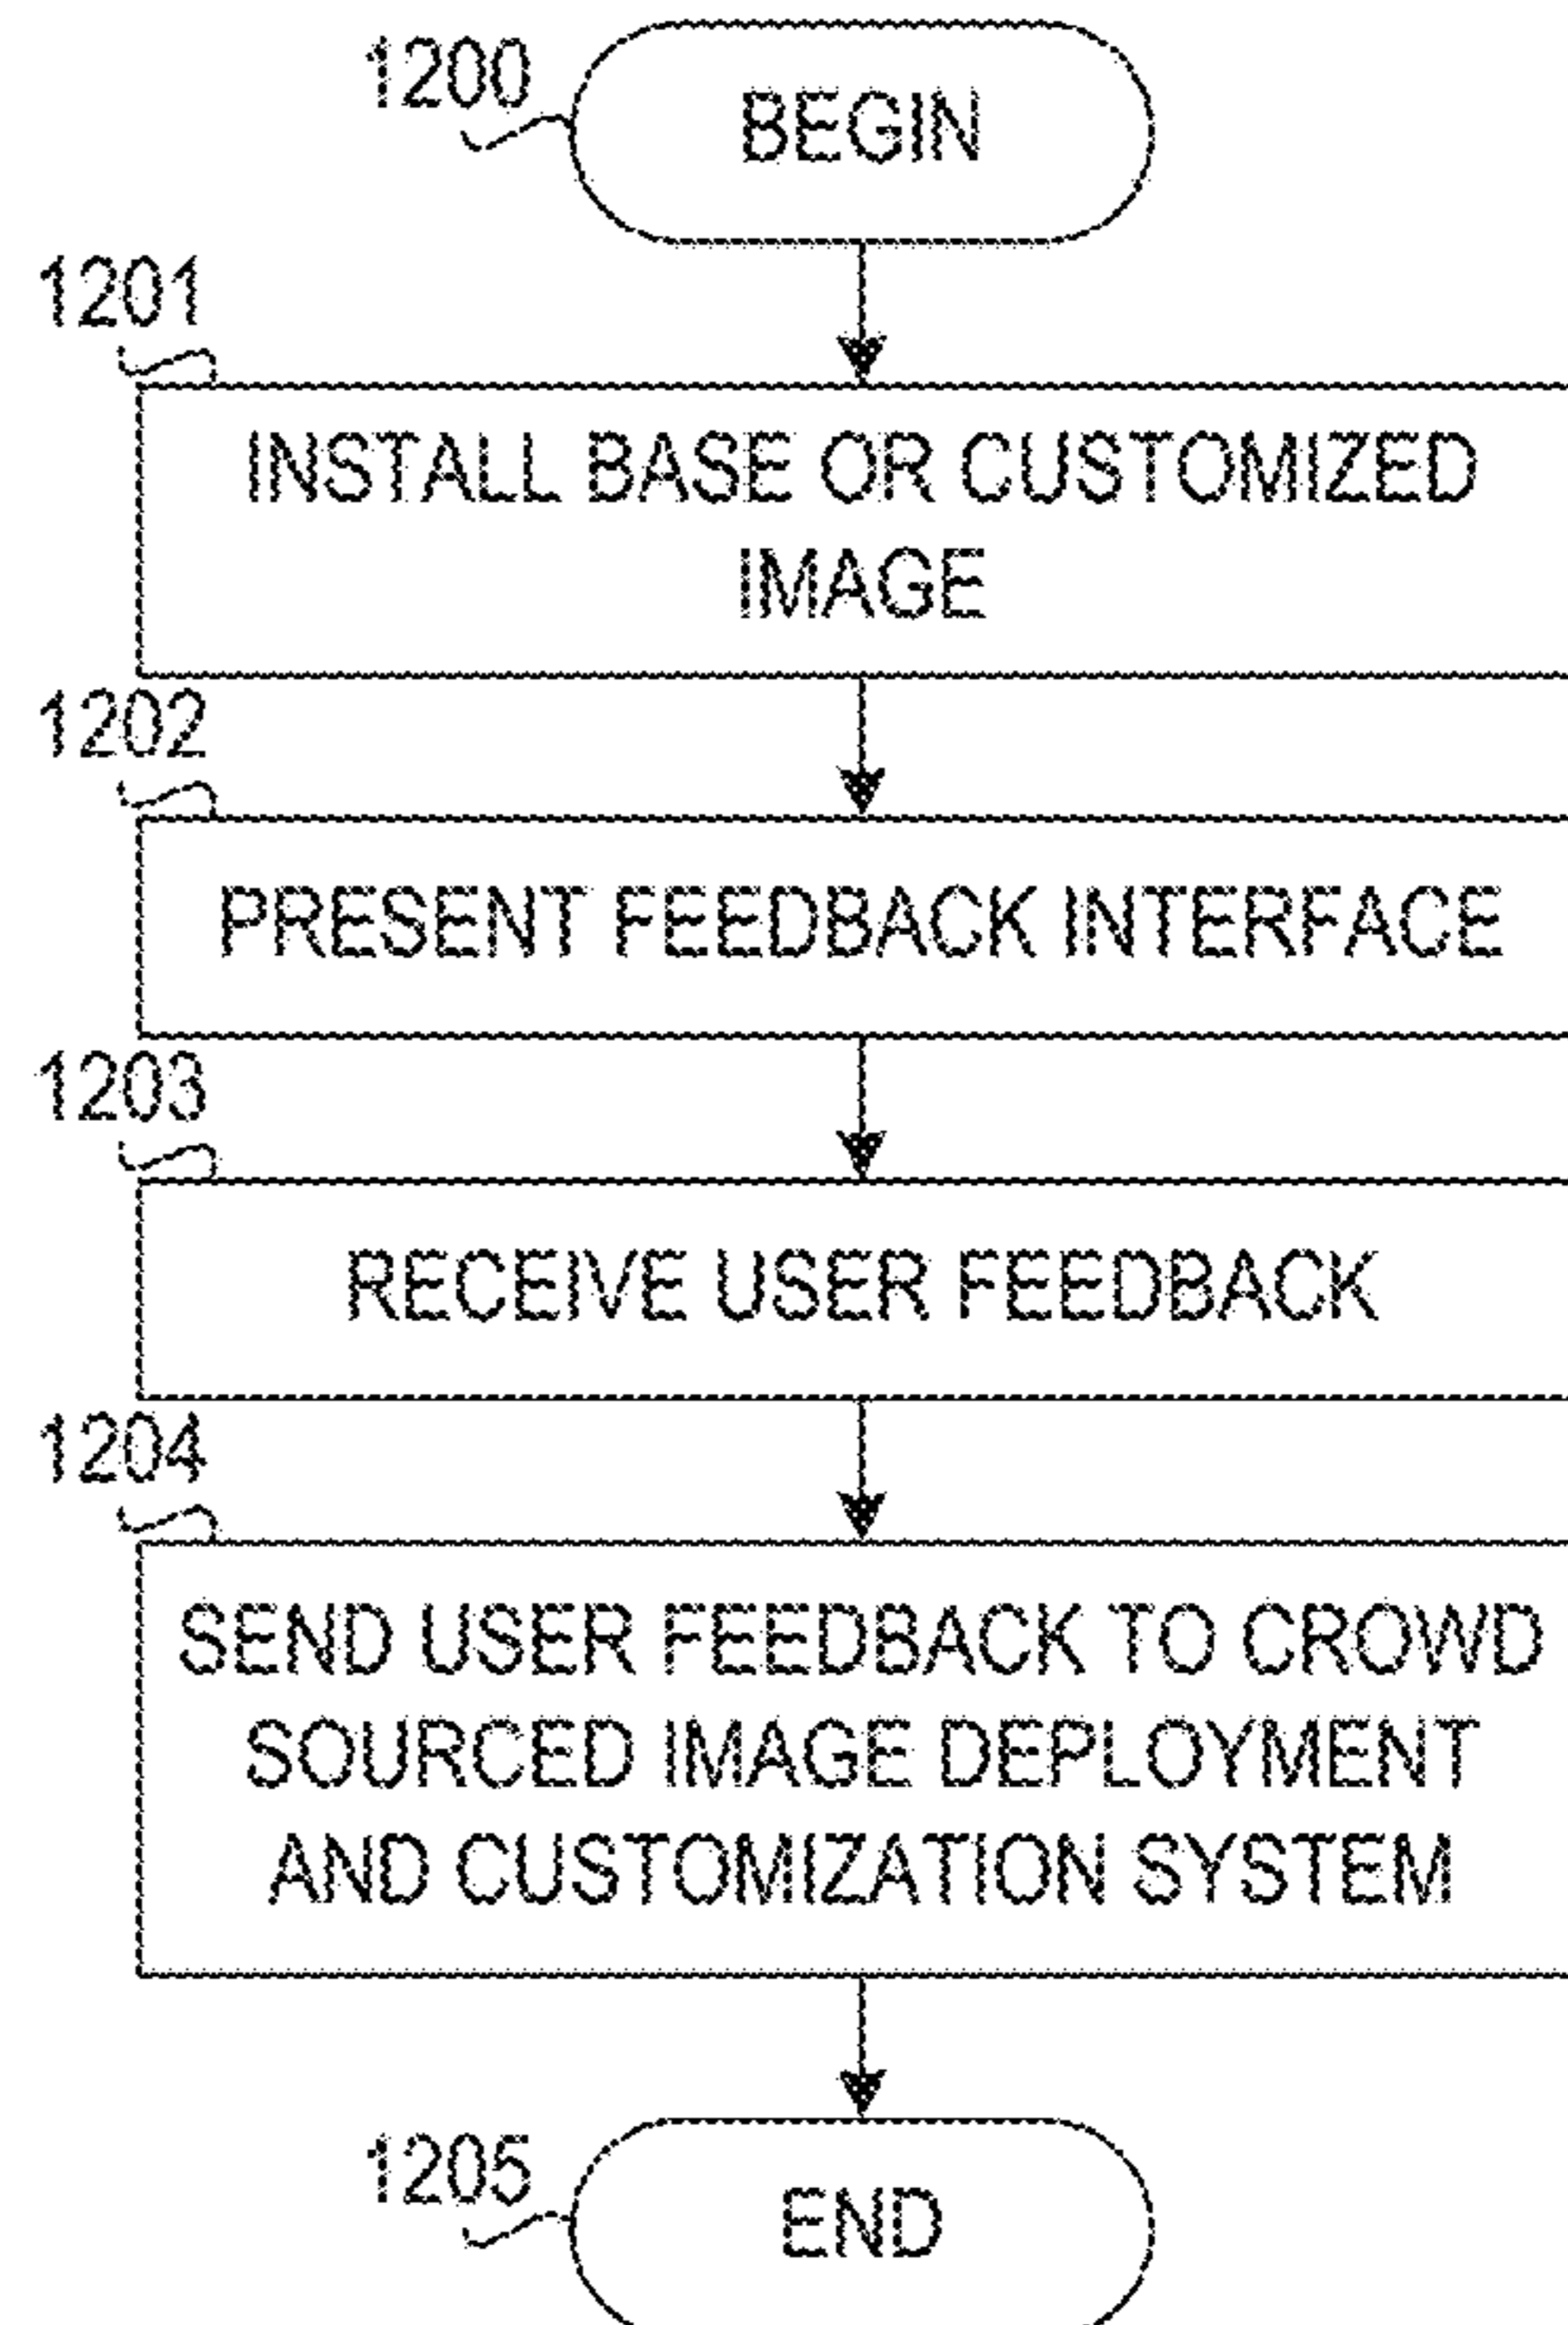 1200
BEGIN
1201
INSTALL BASE OR CUSTOMIZED
IMAGE
1202
PRESENT FEEDBACK INTERFACE
1203
RECEIVE USER FEEDBACK
1204
SEND USER FEEDBACK TO CROWD
SOURCED IMAGE DEPLOYMENT
AND CUSTOMIZATION SYSTEM
1205
END